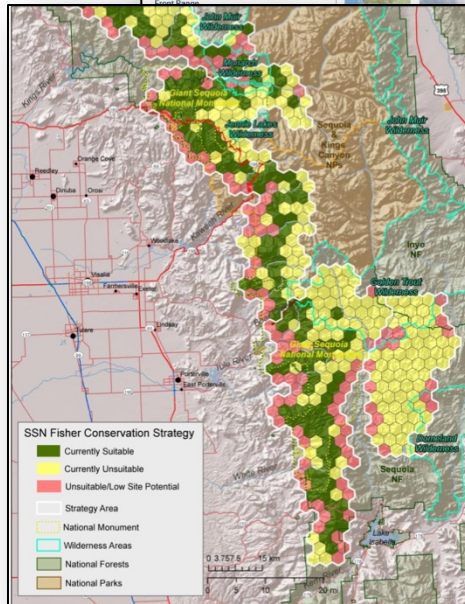 Front Range
John Muir
Wilderness
Monarch
Wilderness
Kings River
Giant Sequoia
National Monument
Jennie Lakes
Wilderness
395
Sequoia
Kings
Canyon
NP
John Muir
Wilderness
Orange Cove
Reedley
Dinuba
Orosi
Kaweah River
Woodlake
Inyo
NF
Visalia
Farmersville
Exeter
Golden Trout
Wilderness
Lindsay
Tulare
Giant Sequoia
National Monument
Porterville
East Porterville
Domeland
Wilderness
White River
Sequoia
NF
Lake
Isabella
SSN Fisher Conservation Strategy
Currently Suitable
Currently Unsuitable
Unsuitable/Low Site Potential
Strategy Area
National Monument
Wilderness Areas
National Forests
National Parks
0 3.757.5 15 km
0 5 10 20 mi